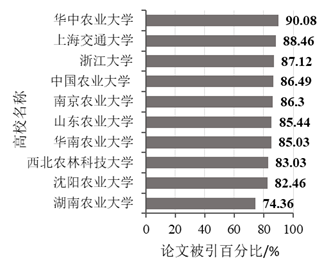 高校名称
华中农业大学 90.08
上海交通大学 88.46
浙江大学 87.12
中国农业大学 86.49
南京农业大学 86.3
山东农业大学 85.44
华南农业大学 85.03
西北农林科技大学 83.03
沈阳农业大学 82.46
湖南农业大学 74.36
0 20 40 60 80 100
论文被引百分比/%